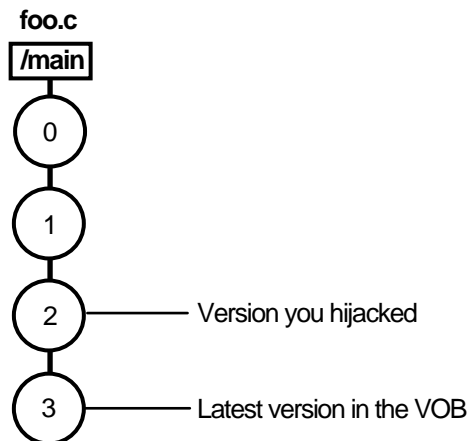 foo.c
/main
0
1
2
Version you hijacked
3
Latest version in the VOB